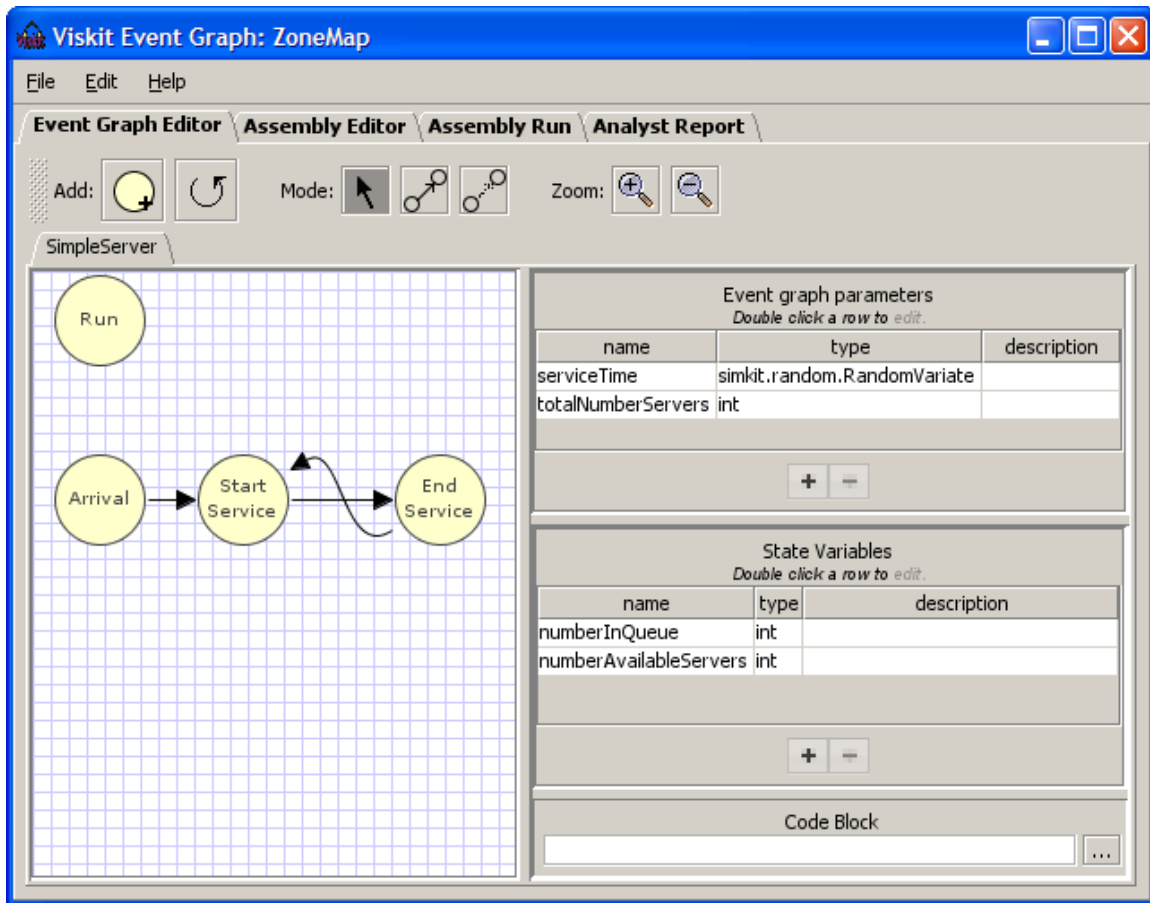 Viskit Event Graph: ZoneMap
File Edit Help
Event Graph Editor Assembly Editor Assembly Run Analyst Report
Add: Mode: Zoom:
SimpleServer
Run
Arrival
Start
Service
End
Service
Event graph parameters
Double click a row to edit.
name type description
serviceTime simkit.random.RandomVariate
totalNumberServers int
+ −
State Variables
Double click a row to edit.
name type description
numberInQueue int
numberAvailableServers int
+ −
Code Block
...